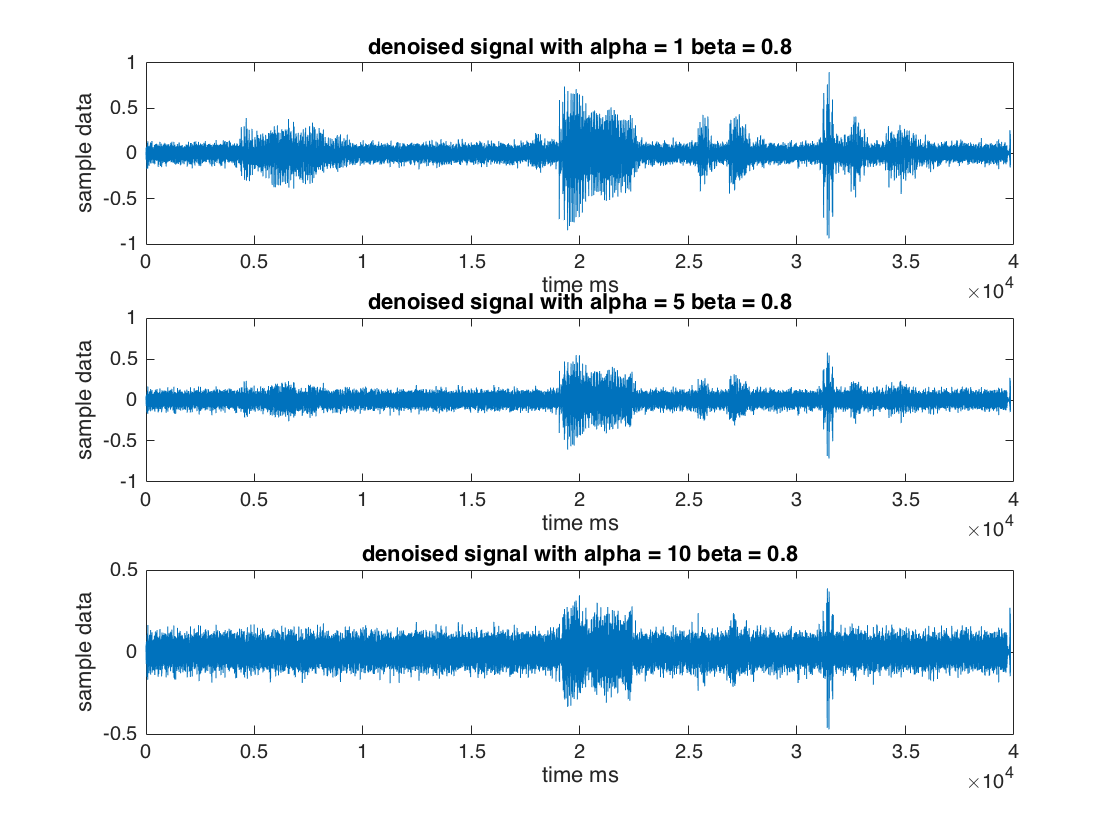 denoised signal with alpha = 1 beta = 0.8
1
0.5
0
-0.5
-1
sample data
0 0.5 1 1.5 2 2.5 3 3.5 4
time ms
×10^4
denoised signal with alpha = 5 beta = 0.8
1
0.5
0
-0.5
-1
sample data
0 0.5 1 1.5 2 2.5 3 3.5 4
time ms
×10^4
denoised signal with alpha = 10 beta = 0.8
0.5
0
-0.5
sample data
0 0.5 1 1.5 2 2.5 3 3.5 4
time ms
×10^4